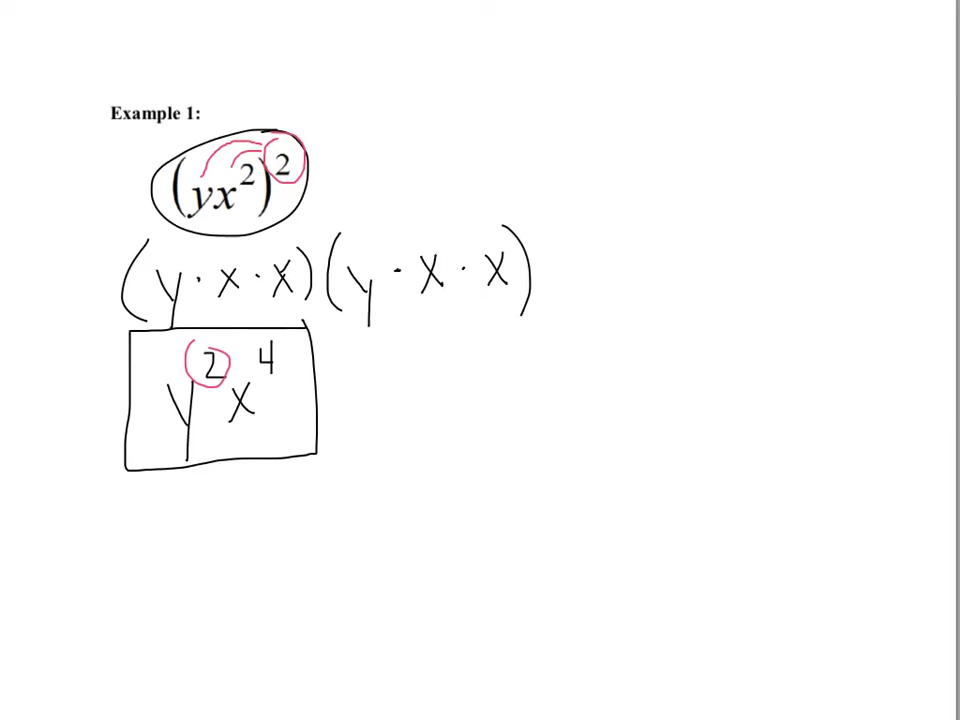 Example 1:
(yx²)²
(y · x · x)(y · x · x)
y²x⁴